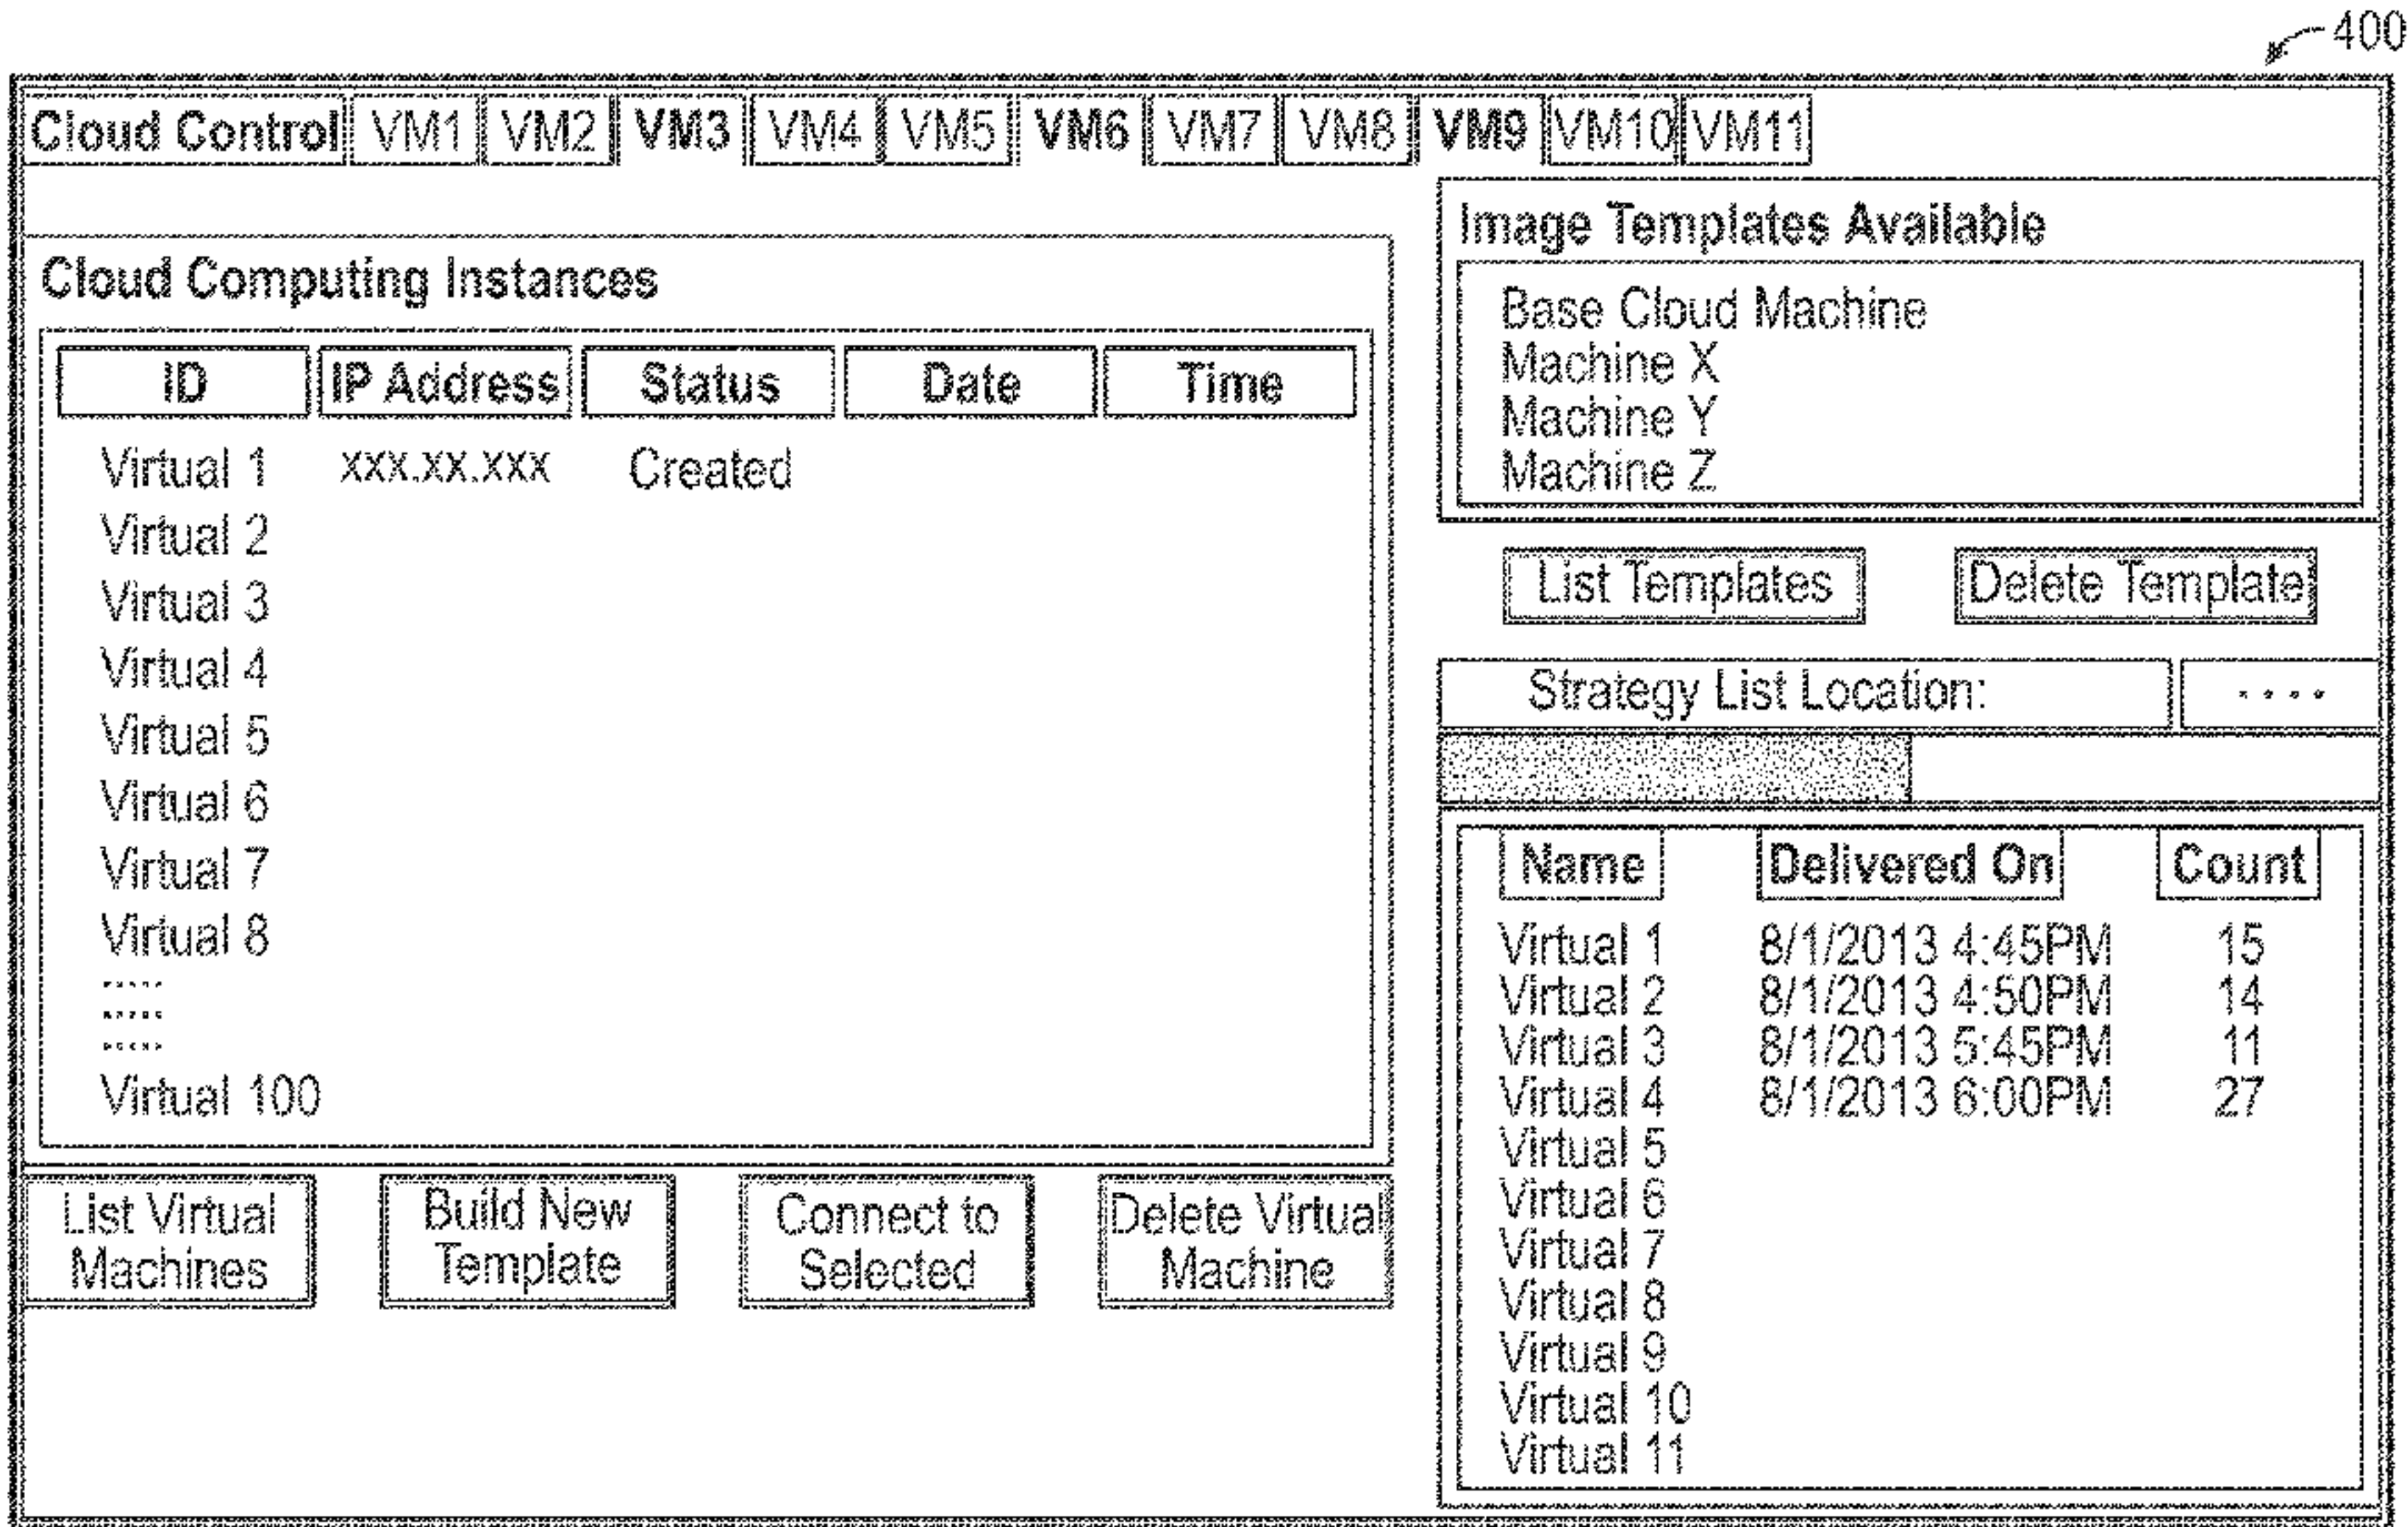 400
Cloud Control VM1 VM2 VM3 VM4 VM5 VM6 VM7 VM8 VM9 VM10 VM11
Cloud Computing Instances
ID IP Address Status Date Time
Virtual 1 XXX.XX.XXX Created
Virtual 2
Virtual 3
Virtual 4
Virtual 5
Virtual 6
Virtual 7
Virtual 8
.....
.....
.....
Virtual 100
List Virtual
Machines
Build New
Template
Connect to
Selected
Delete Virtual
Machine
Image Templates Available
Base Cloud Machine
Machine X
Machine Y
Machine Z
List Templates Delete Template
Strategy List Location: ....
Name Delivered On Count
Virtual 1 8/1/2013 4:45PM 15
Virtual 2 8/1/2013 4:50PM 14
Virtual 3 8/1/2013 5:45PM 11
Virtual 4 8/1/2013 6:00PM 27
Virtual 5
Virtual 6
Virtual 7
Virtual 8
Virtual 9
Virtual 10
Virtual 11